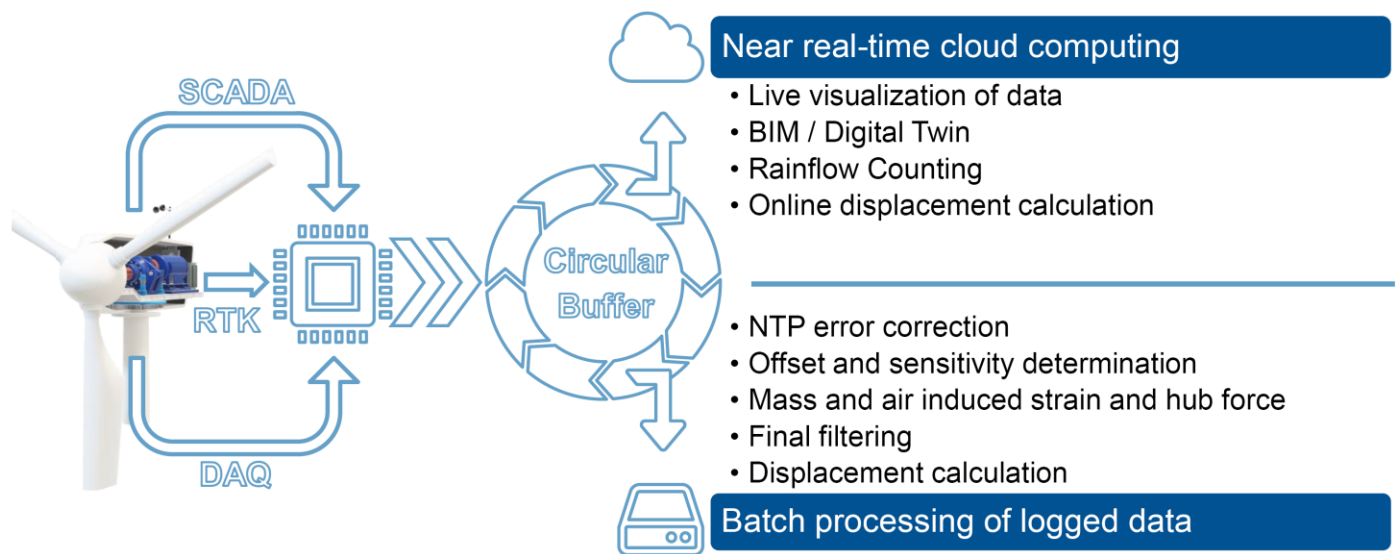 SCADA
RTK
DAQ
Circular
Buffer
Near real-time cloud computing
• Live visualization of data
• BIM / Digital Twin
• Rainflow Counting
• Online displacement calculation
• NTP error correction
• Offset and sensitivity determination
• Mass and air induced strain and hub force
• Final filtering
• Displacement calculation
Batch processing of logged data